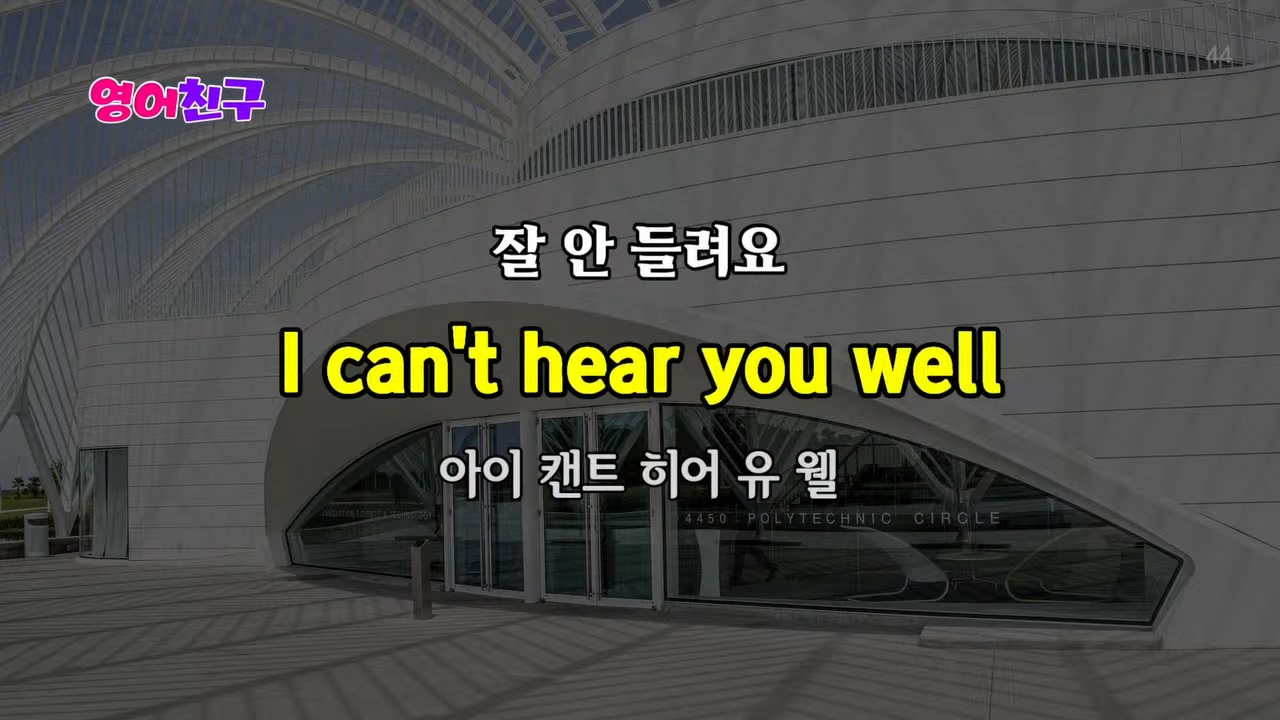 44
영어친구
잘 안 들려요
I can't hear you well
아이 캔트 히어 유 웰
4450 POLYTECHNIC CIRCLE